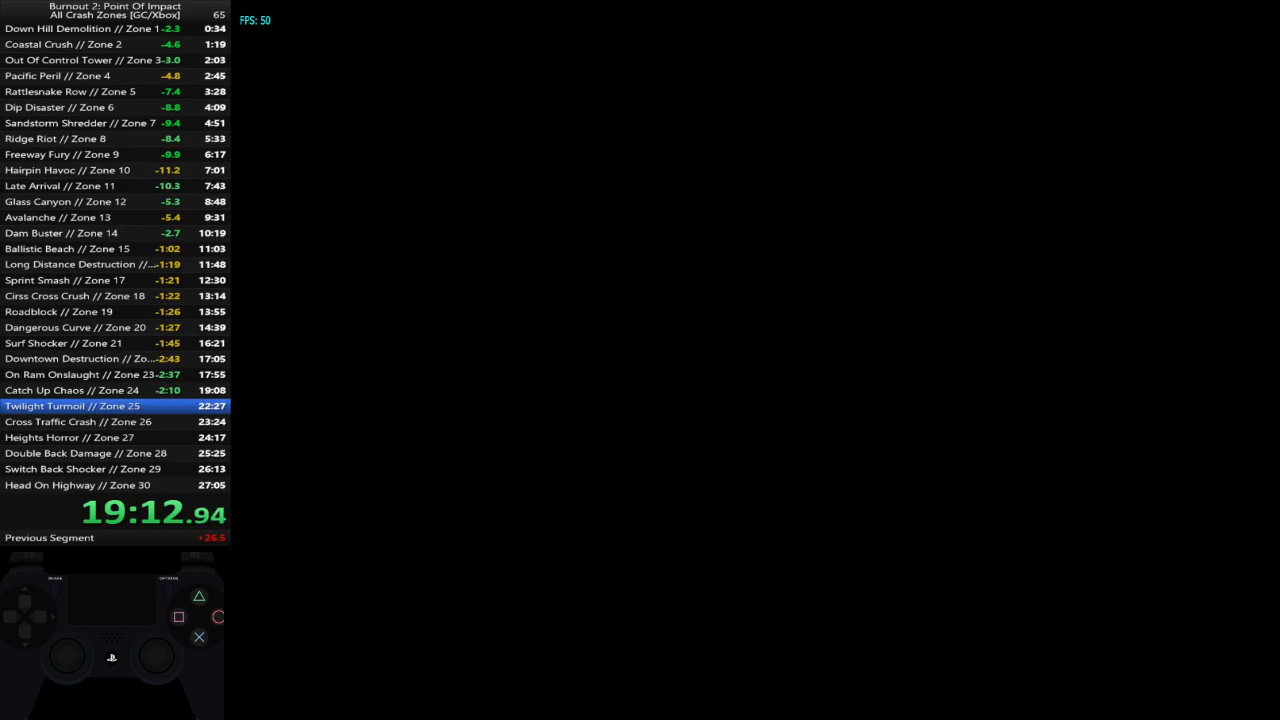 Burnout 2: Point Of Impact
All Crash Zones [GC/Xbox] 65
FPS: 50
Down Hill Demolition // Zone 1 -2.3 0:34
Coastal Crush // Zone 2 -4.6 1:19
Out Of Control Tower // Zone 3 -3.0 2:03
Pacific Peril // Zone 4 -4.8 2:45
Rattlesnake Row // Zone 5 -7.4 3:28
Dip Disaster // Zone 6 -8.8 4:09
Sandstorm Shredder // Zone 7 -9.4 4:51
Ridge Riot // Zone 8 -8.4 5:33
Freeway Fury // Zone 9 -9.9 6:17
Hairpin Havoc // Zone 10 -11.2 7:01
Late Arrival // Zone 11 -10.3 7:43
Glass Canyon // Zone 12 -5.3 8:48
Avalanche // Zone 13 -5.4 9:31
Dam Buster // Zone 14 -2.7 10:19
Ballistic Beach // Zone 15 -1:02 11:03
Long Distance Destruction //... -1:19 11:48
Sprint Smash // Zone 17 -1:21 12:30
Cirss Cross Crush // Zone 18 -1:22 13:14
Roadblock // Zone 19 -1:26 13:55
Dangerous Curve // Zone 20 -1:27 14:39
Surf Shocker // Zone 21 -1:45 16:21
Downtown Destruction // Zo... -2:43 17:05
On Ram Onslaught // Zone 23 -2:37 17:55
Catch Up Chaos // Zone 24 -2:10 19:08
Twilight Turmoil // Zone 25 22:27
Cross Traffic Crash // Zone 26 23:24
Heights Horror // Zone 27 24:17
Double Back Damage // Zone 28 25:25
Switch Back Shocker // Zone 29 26:13
Head On Highway // Zone 30 27:05
19:12.94
Previous Segment +26.5
SHARE OPTIONS